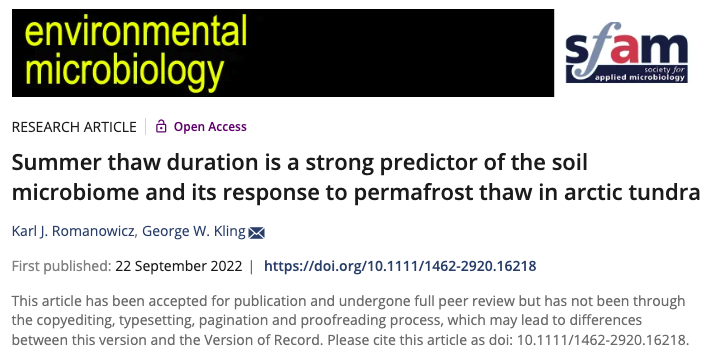 environmental
microbiology
sfam
society for
applied microbiology
RESEARCH ARTICLE
Open Access
Summer thaw duration is a strong predictor of the soil
microbiome and its response to permafrost thaw in arctic tundra
Karl J. Romanowicz, George W. Kling
First published: 22 September 2022 | https://doi.org/10.1111/1462-2920.16218
This article has been accepted for publication and undergone full peer review but has not been through
the copyediting, typesetting, pagination and proofreading process, which may lead to differences
between this version and the Version of Record. Please cite this article as doi: 10.1111/1462-2920.16218.